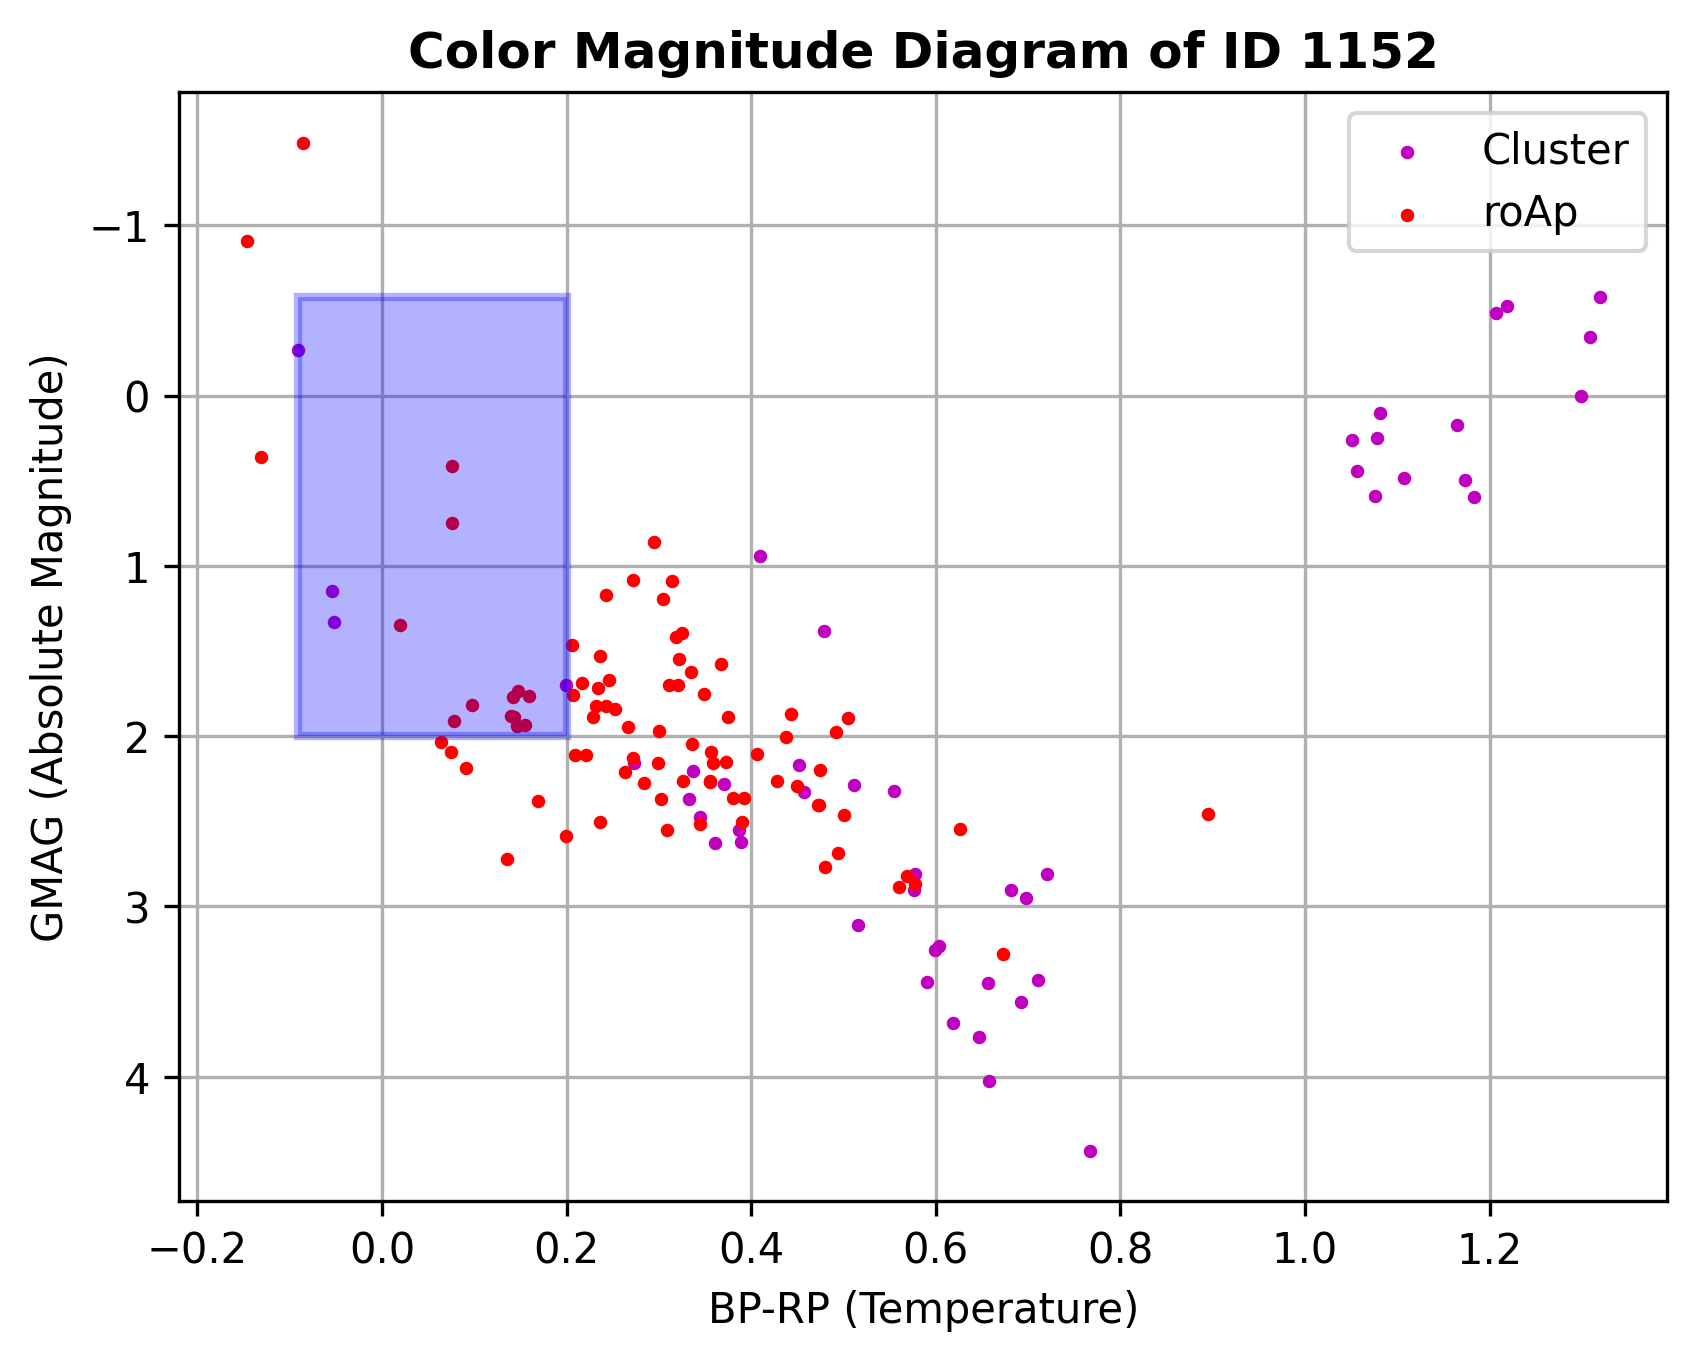 Color Magnitude Diagram of ID 1152
Cluster
roAp
GMAG (Absolute Magnitude)
−1
0
1
2
3
4
−0.2 0.0 0.2 0.4 0.6 0.8 1.0 1.2
BP-RP (Temperature)